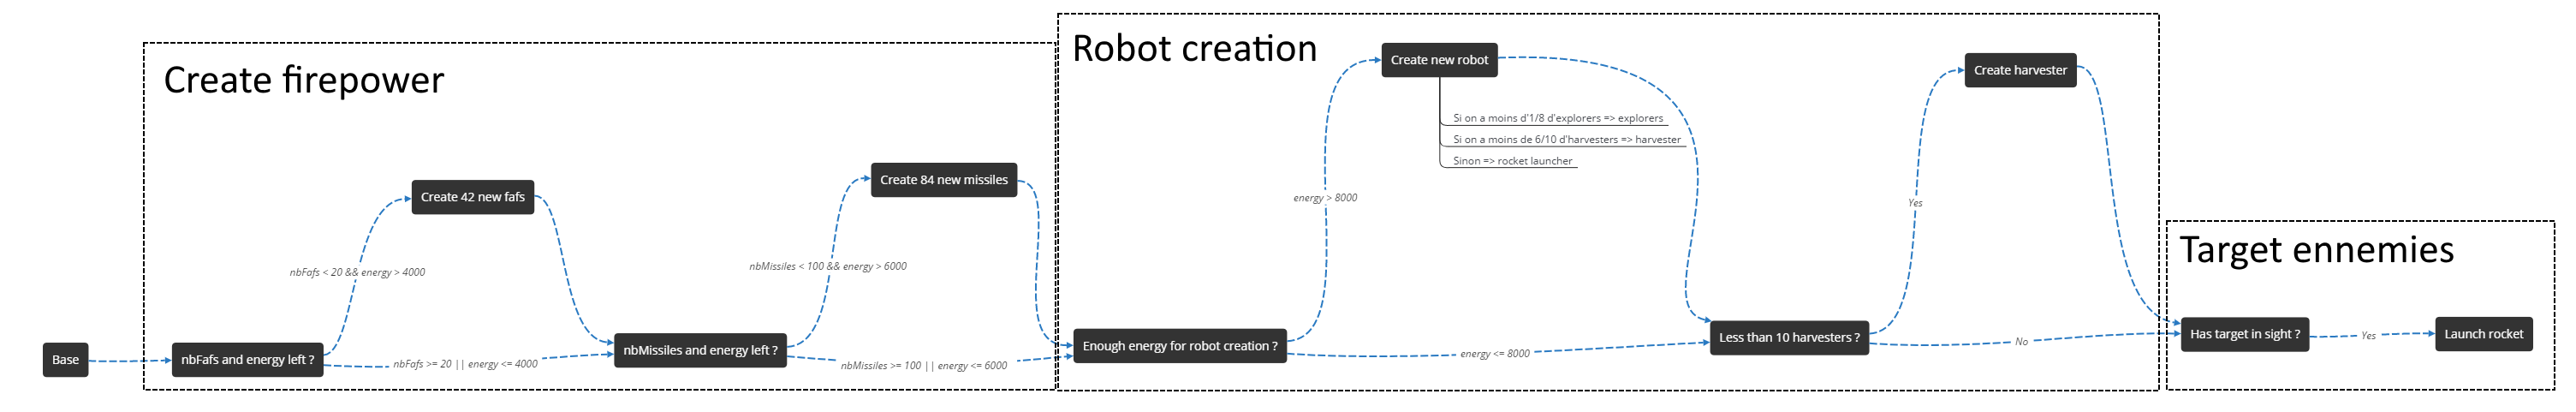 Create firepower
Robot creation
Create new robot
Create harvester
Si on a moins d'1/8 d'explorers => explorers
Si on a moins de 6/10 d'harvesters => harvester
Sinon => rocket launcher
Create 84 new missiles
Create 42 new fafs
energy > 8000
Yes
nbFafs < 20 && energy > 4000
nbMissiles < 100 && energy > 6000
Target ennemies
Base
nbFafs and energy left ?
nbFafs >= 20 || energy <= 4000
nbMissiles and energy left ?
nbMissiles >= 100 || energy <= 6000
Enough energy for robot creation ?
energy <= 8000
Less than 10 harvesters ?
No
Has target in sight ?
Yes
Launch rocket